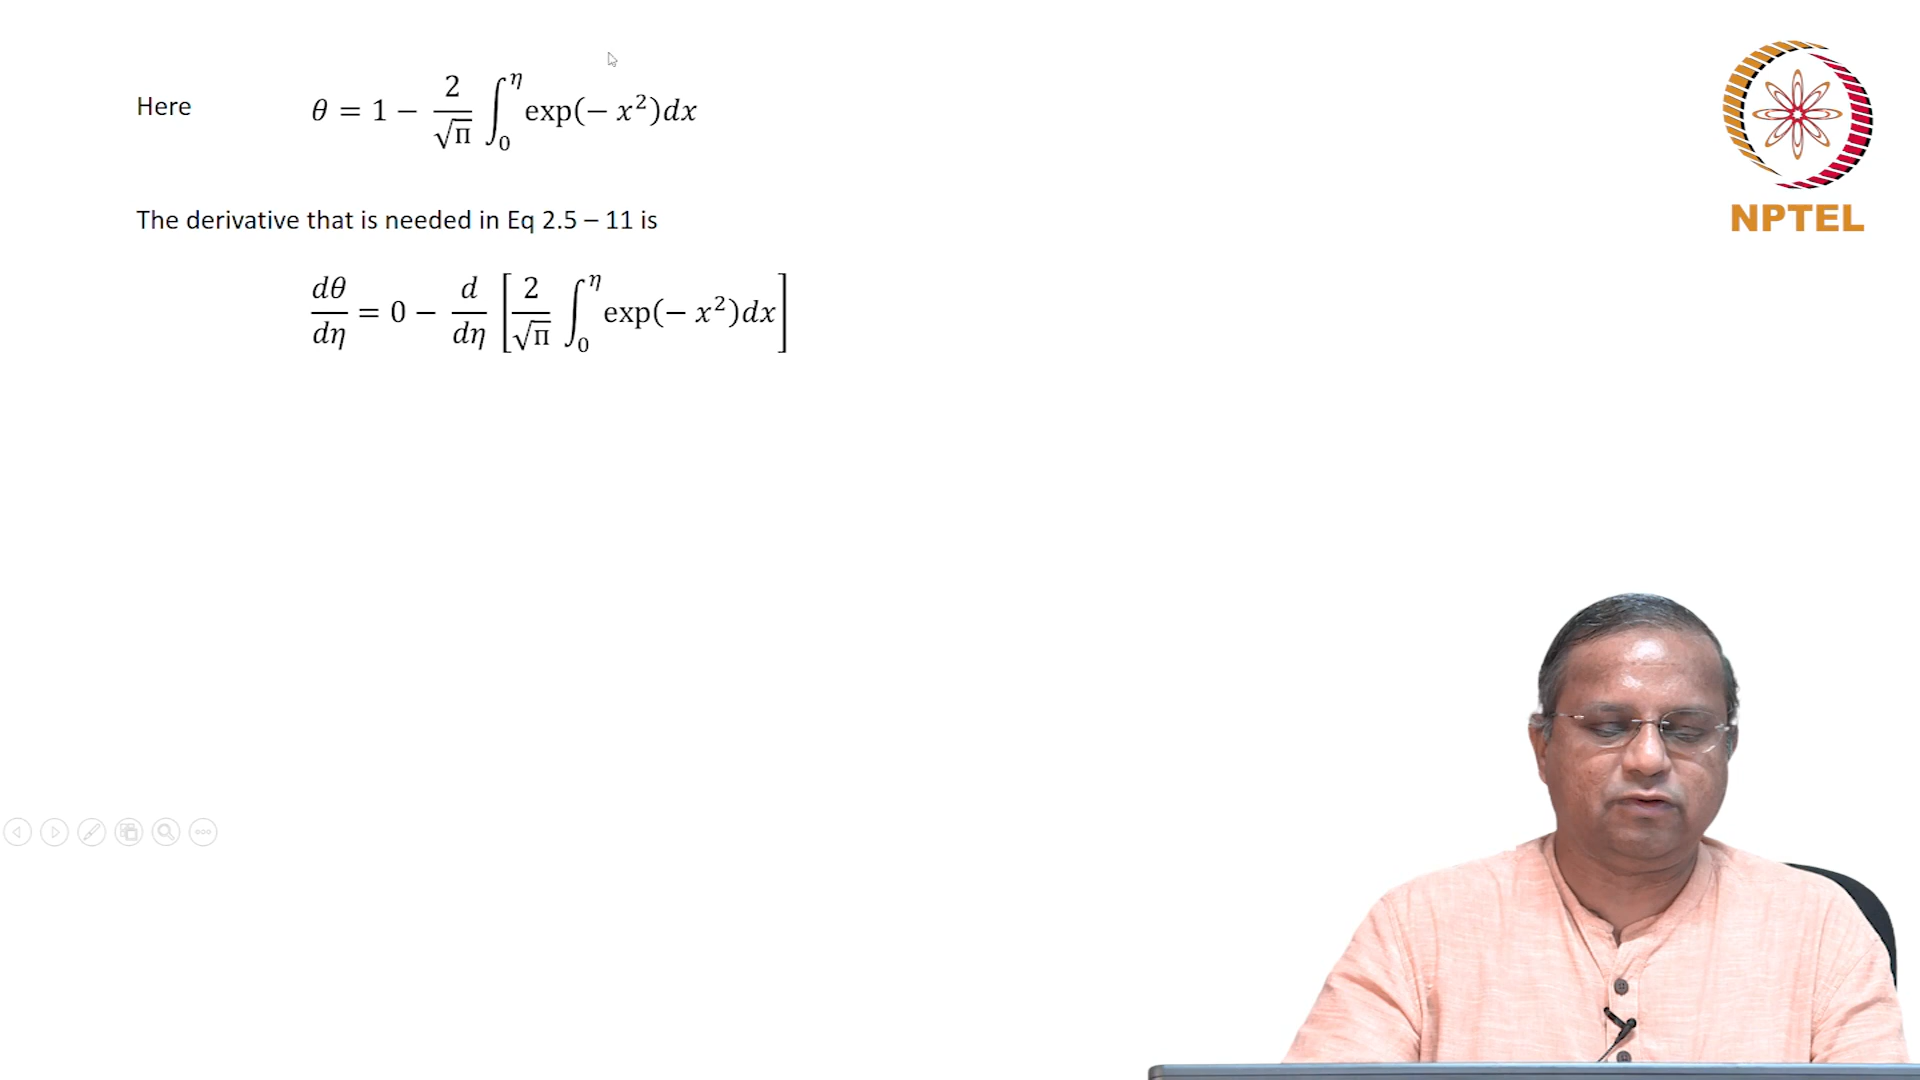 Here θ = 1 − 2/√π ∫₀^η exp(− x²)dx
NPTEL
The derivative that is needed in Eq 2.5 – 11 is
dθ/dη = 0 − d/dη [2/√π ∫₀^η exp(− x²)dx]